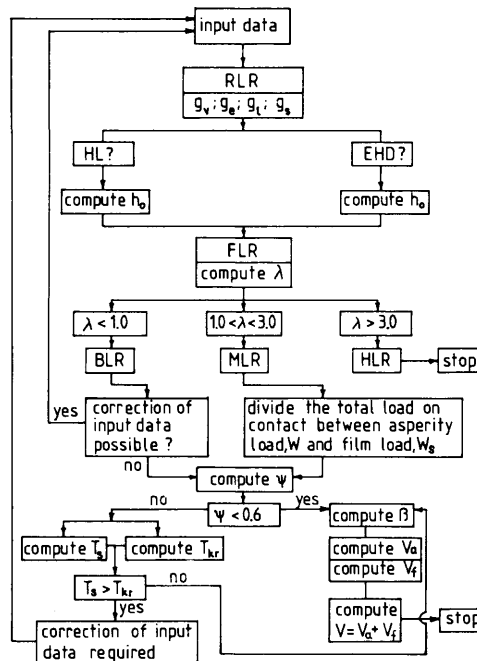 input data
RLR
g_v; g_e; g_l; g_s
HL?
EHD?
compute h_o
compute h_o
FLR
compute λ
λ < 1.0
1.0<λ<3.0
λ > 3.0
BLR
MLR
HLR
stop
yes
correction of
input data
possible ?
divide the total load on
contact between asperity
load, W and film load, W_s
no
compute ψ
no
ψ < 0.6
yes
compute β
compute T_s
compute T_kr
compute V_a
compute V_f
T_s > T_kr
no
yes
compute
V = V_a + V_f
stop
correction of input
data required